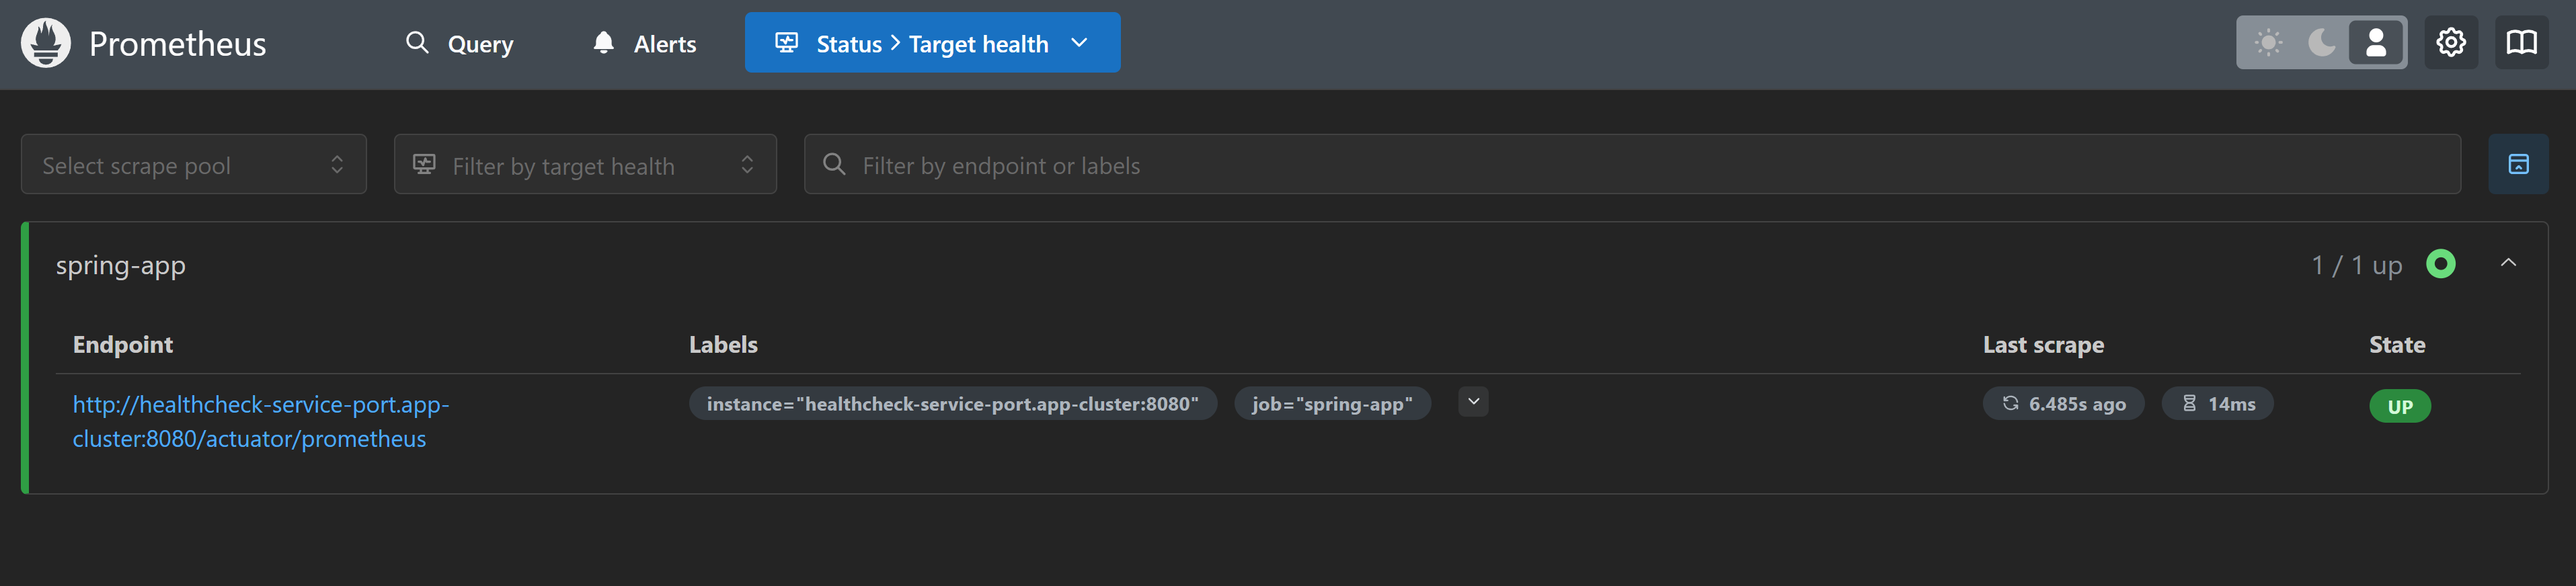 Prometheus Query Alerts Status > Target health
Select scrape pool Filter by target health Filter by endpoint or labels
spring-app 1 / 1 up
Endpoint Labels Last scrape State
http://healthcheck-service-port.app- instance="healthcheck-service-port.app-cluster:8080" job="spring-app" 6.485s ago 14ms UP
cluster:8080/actuator/prometheus